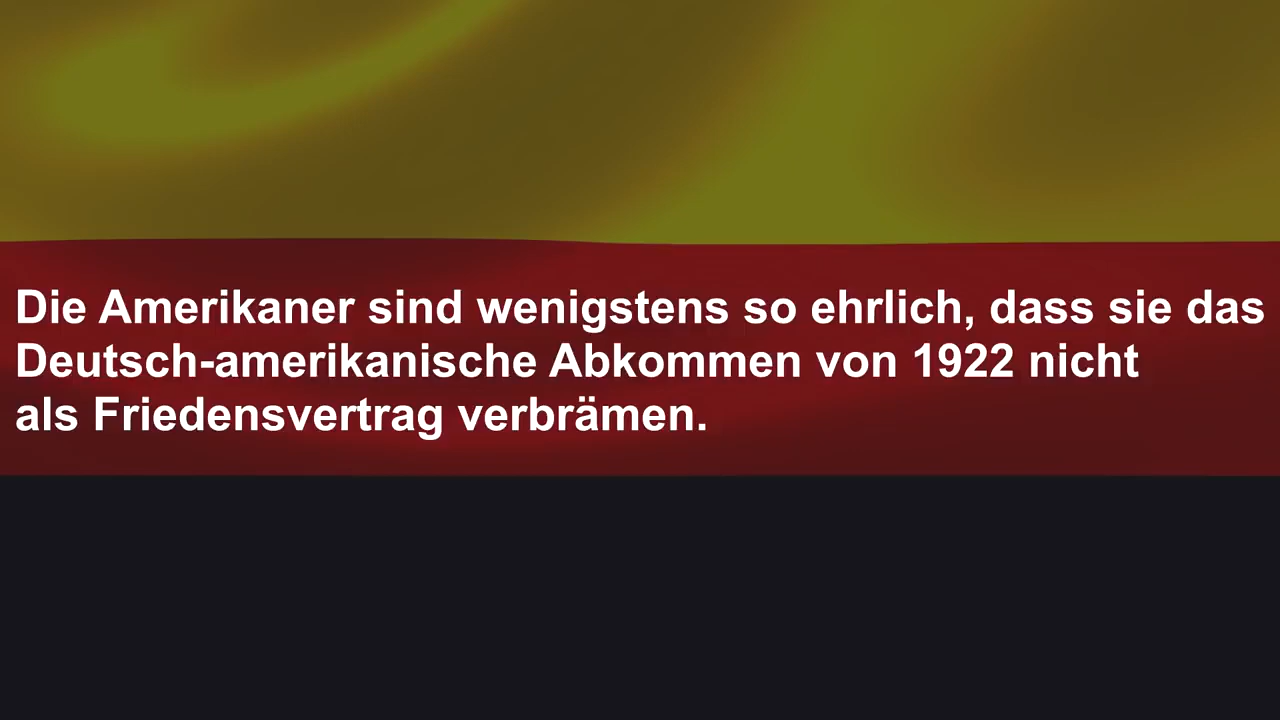 Die Amerikaner sind wenigstens so ehrlich, dass sie das
Deutsch-amerikanische Abkommen von 1922 nicht
als Friedensvertrag verbrämen.